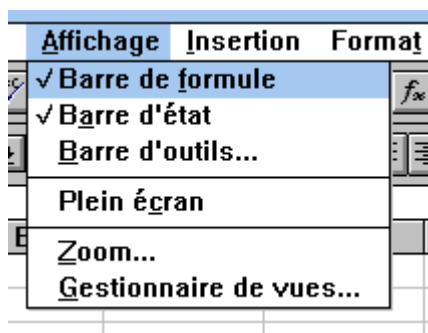 Affichage Insertion Format
✓ Barre de formule
✓ Barre d'état
Barre d'outils...
Plein écran
Zoom...
Gestionnaire de vues...